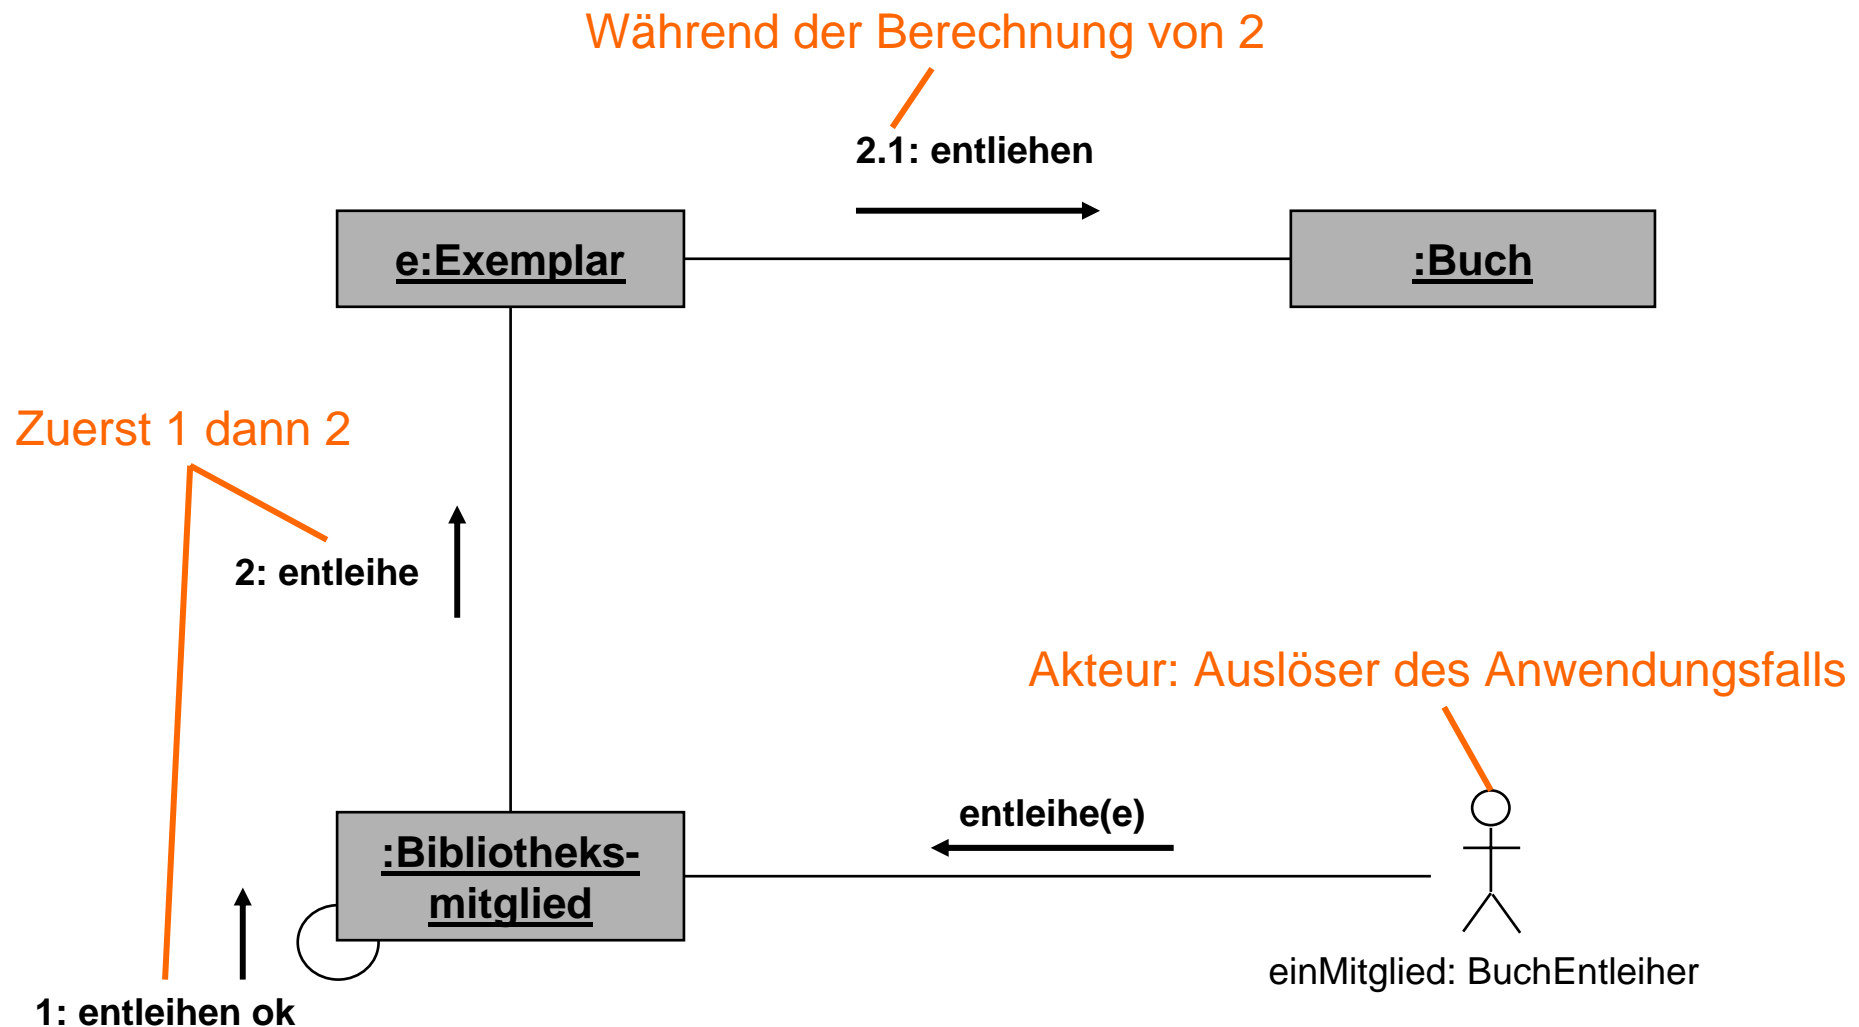 Während der Berechnung von 2
2.1: entliehen
e:Exemplar
:Buch
Zuerst 1 dann 2
2: entleihe
Akteur: Auslöser des Anwendungsfalls
entleihe(e)
:Bibliotheks-
mitglied
einMitglied: BuchEntleiher
1: entleihen ok